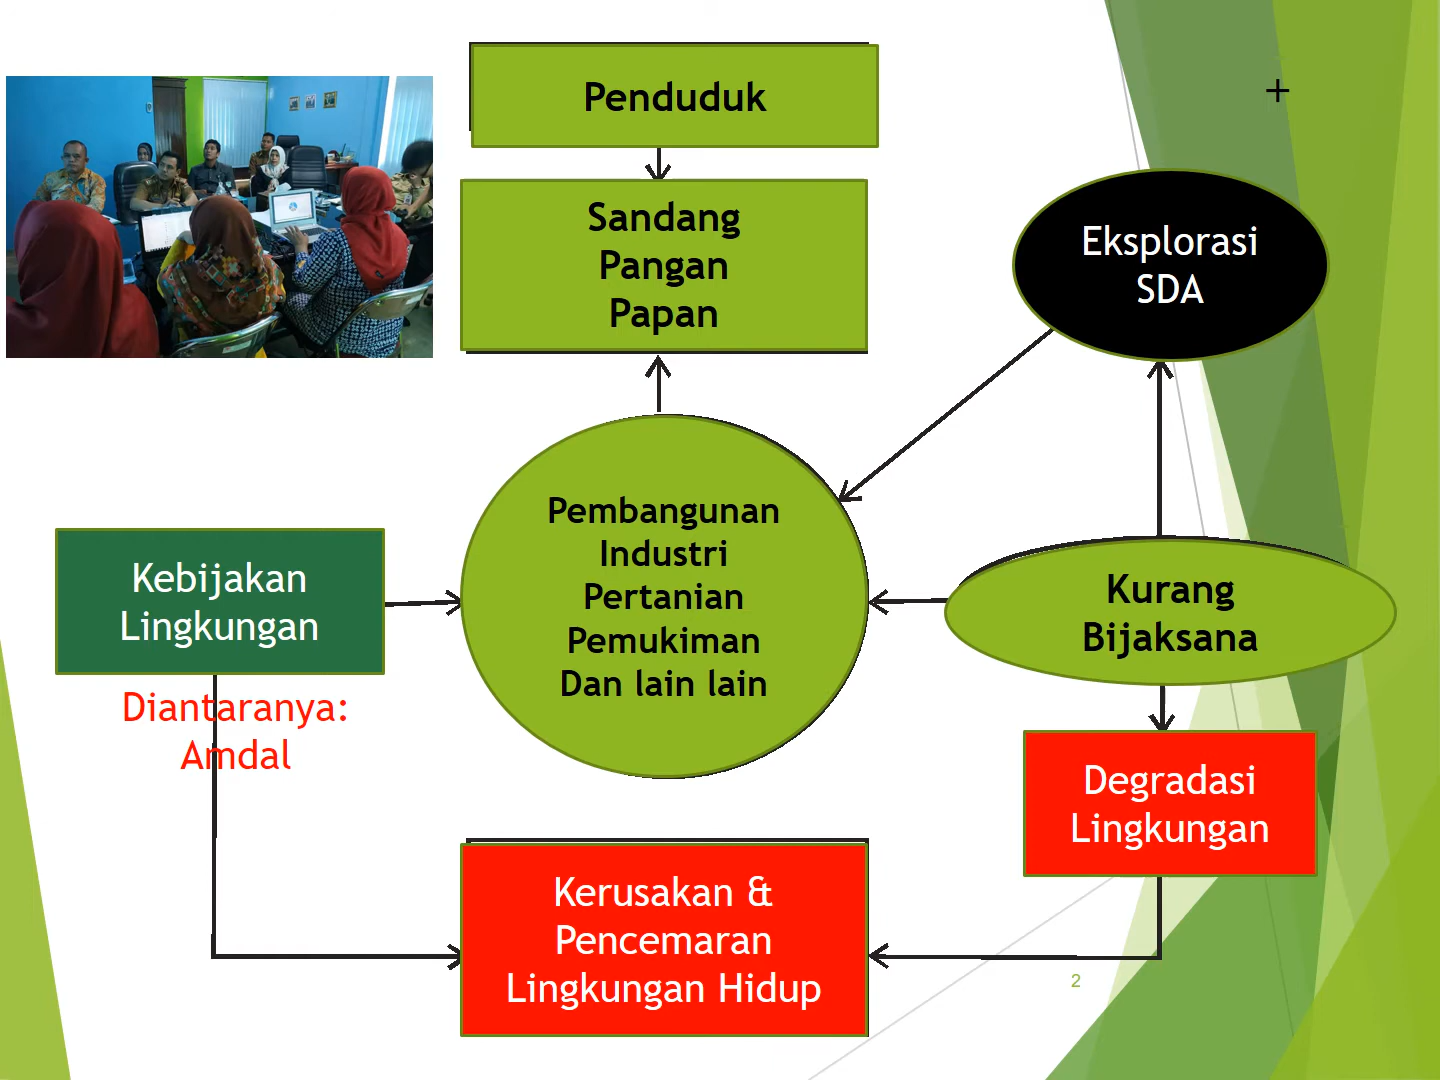 Penduduk
Sandang
Pangan
Papan
+
Eksplorasi
SDA
Pembangunan
Industri
Pertanian
Pemukiman
Dan lain lain
Kebijakan
Lingkungan
Diantaranya:
Amdal
Kurang
Bijaksana
Degradasi
Lingkungan
Kerusakan &
Pencemaran
Lingkungan Hidup
2